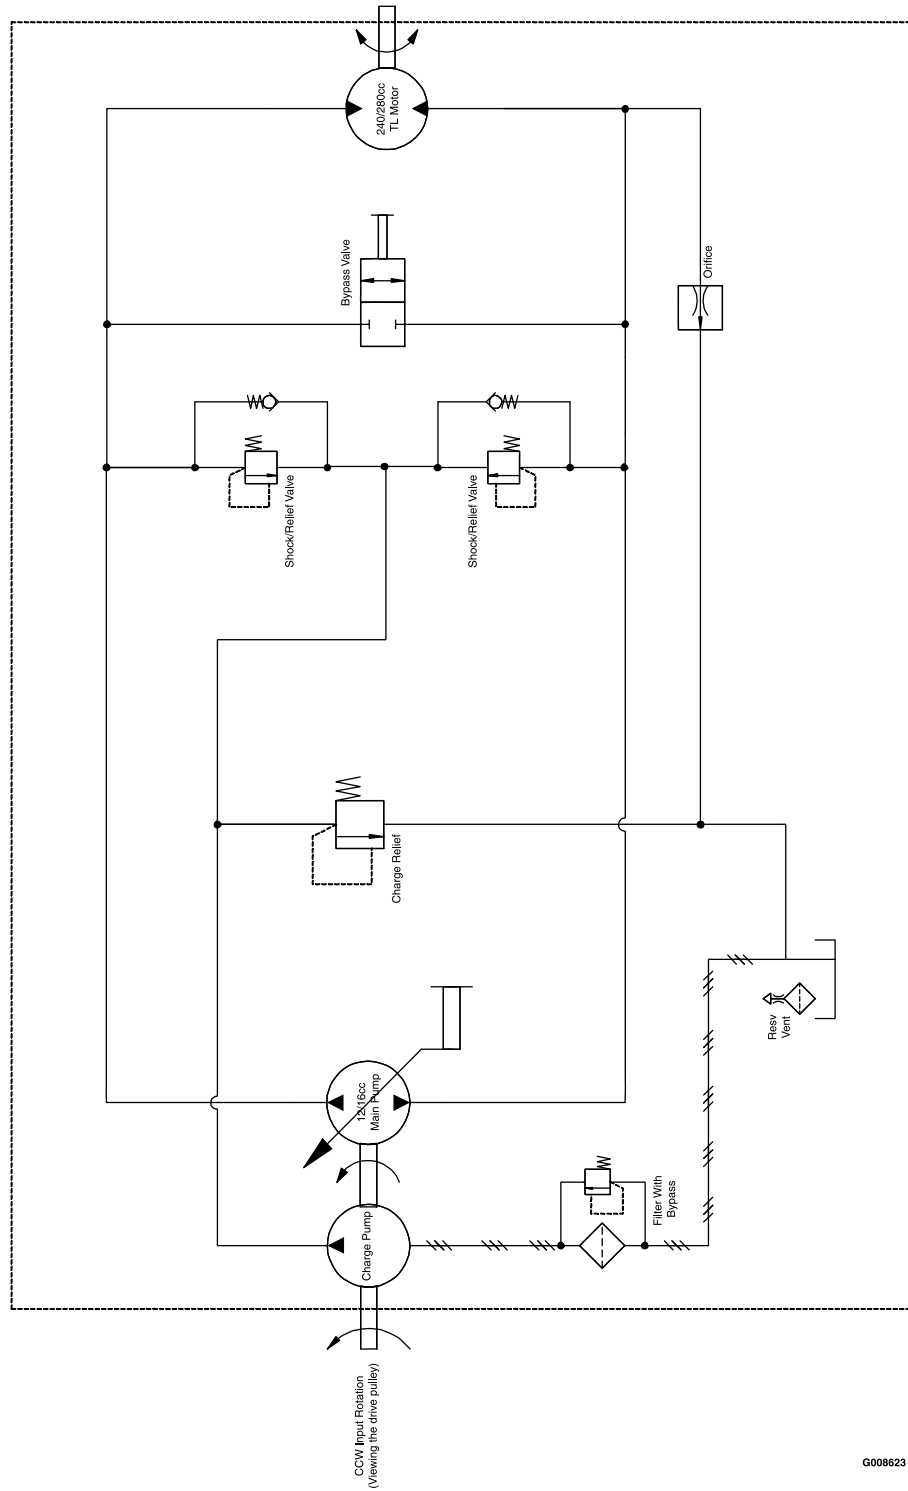 240/280cc
TL Motor
Bypass Valve
Orifice
Shock/Relief Valve
Shock/Relief Valve
Charge Relief
Resv
Vent
12/16cc
Main Pump
Filter With
Bypass
Charge Pump
CCW Input Rotation
(Viewing the drive pulley)
G008623